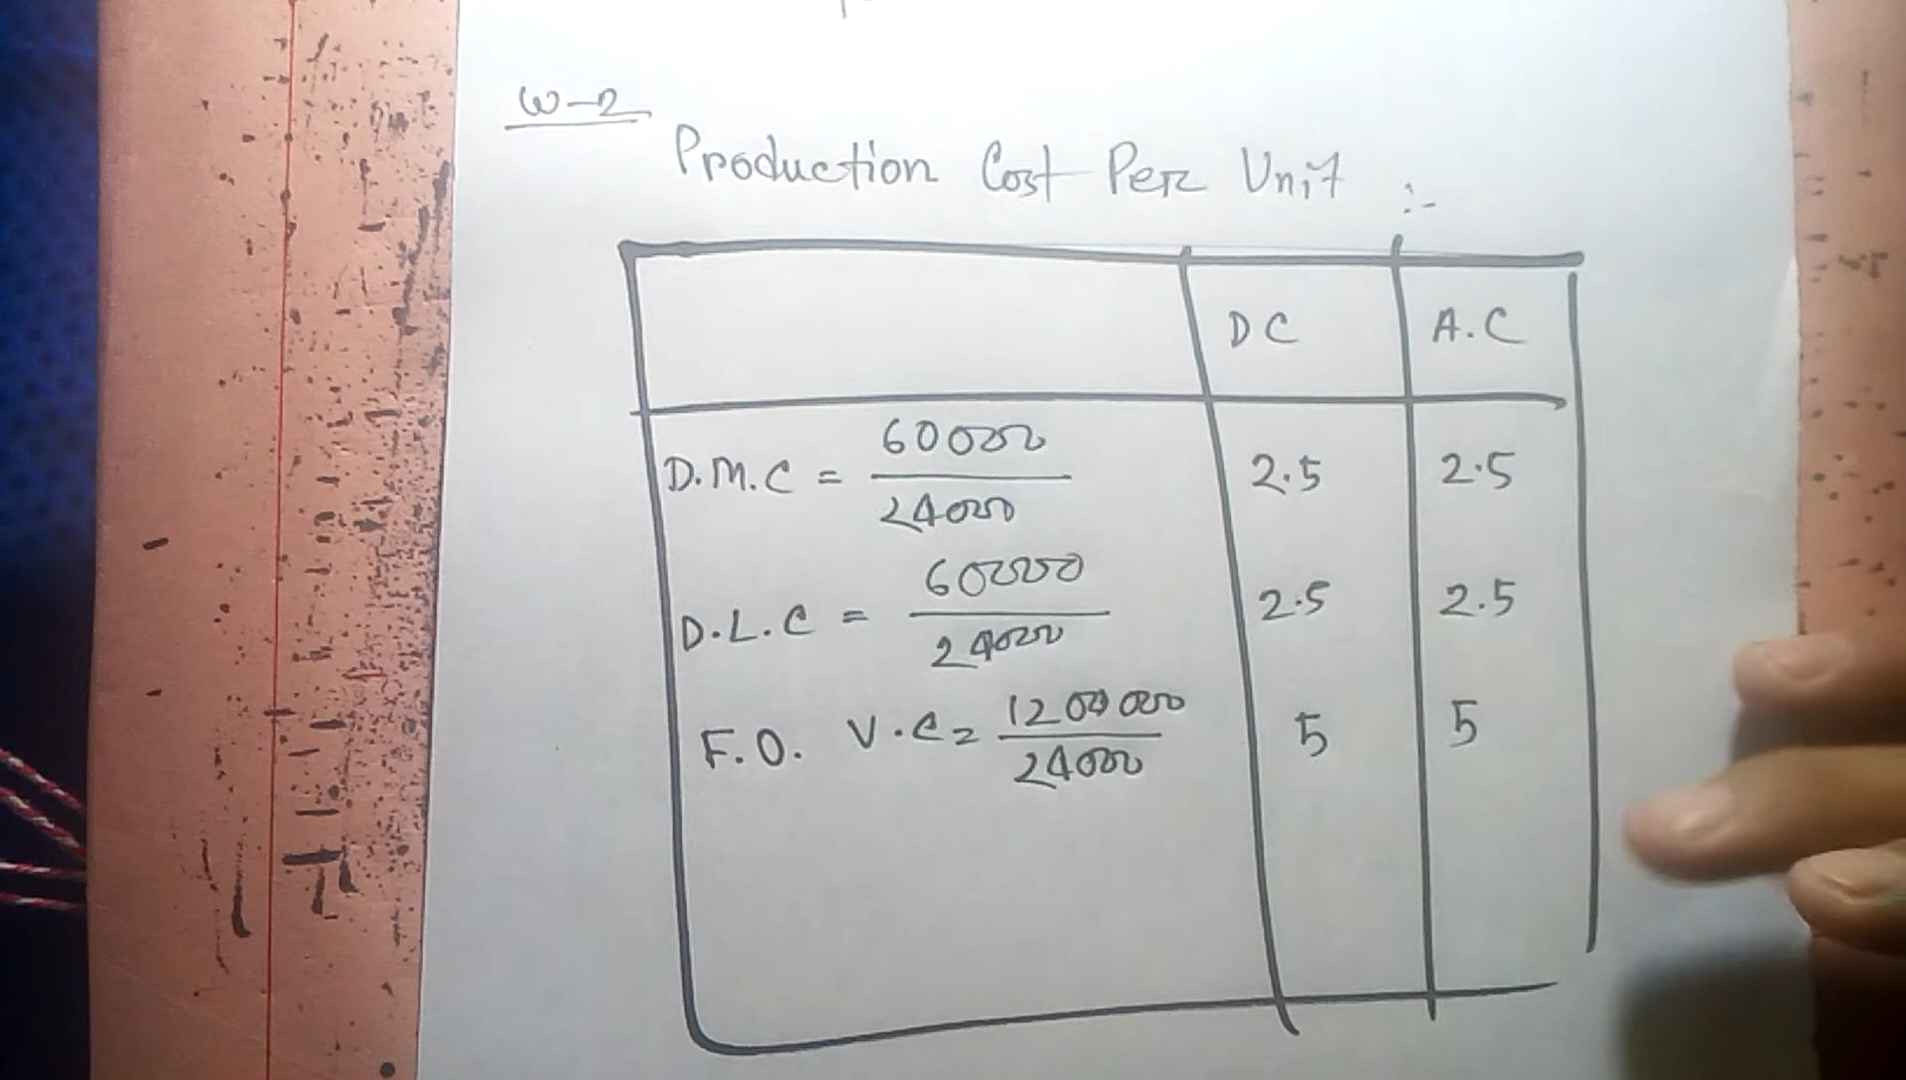 W-2
Production Cost Per Unit :-
DC A.C
D.M.C = 60000/24000 2.5 2.5
D.L.C = 60000/24000 2.5 2.5
F.O. V.C = 120000/24000 5 5